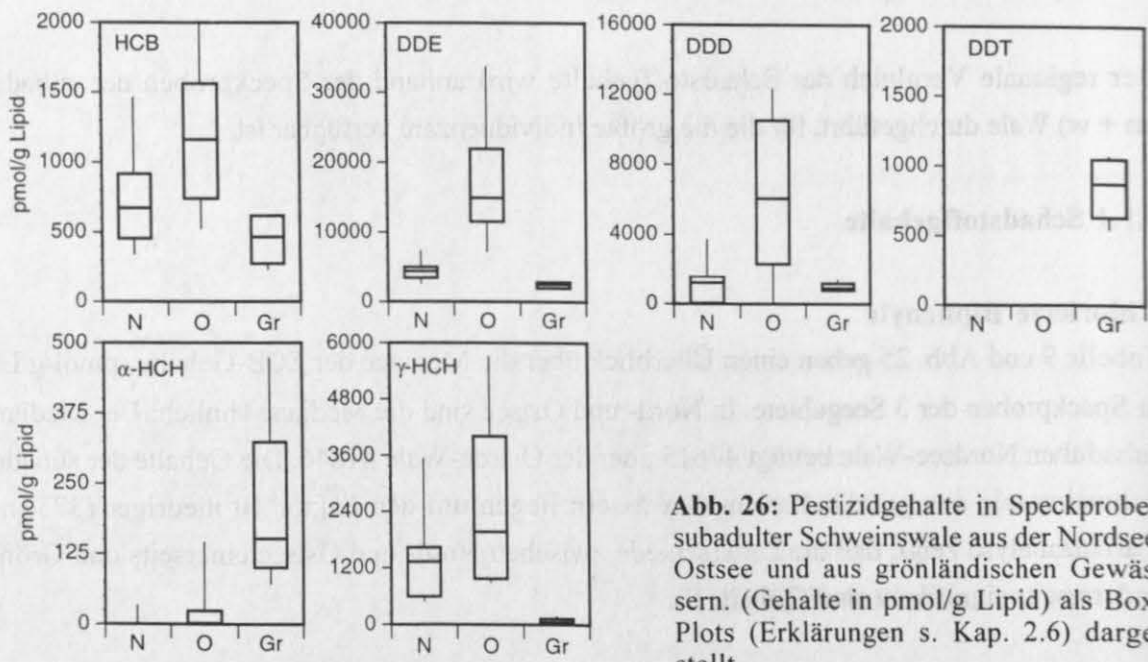 HCB
DDE
DDD
DDT
2000
1500
1000
500
0
pmol/g Lipid
N O Gr
40000
30000
20000
10000
0
N O Gr
16000
12000
8000
4000
0
N O Gr
2000
1500
1000
500
0
N O Gr
α-HCH
γ-HCH
500
375
250
125
0
pmol/g Lipid
N O Gr
6000
4800
3600
2400
1200
0
N O Gr
Abb. 26: Pestizidgehalte in Speckprobe
subadulter Schweinswale aus der Nordsee
Ostsee und aus grönländischen Gewäs
sern. (Gehalte in pmol/g Lipid) als Box
Plots (Erklärungen s. Kap. 2.6) darge
stellt